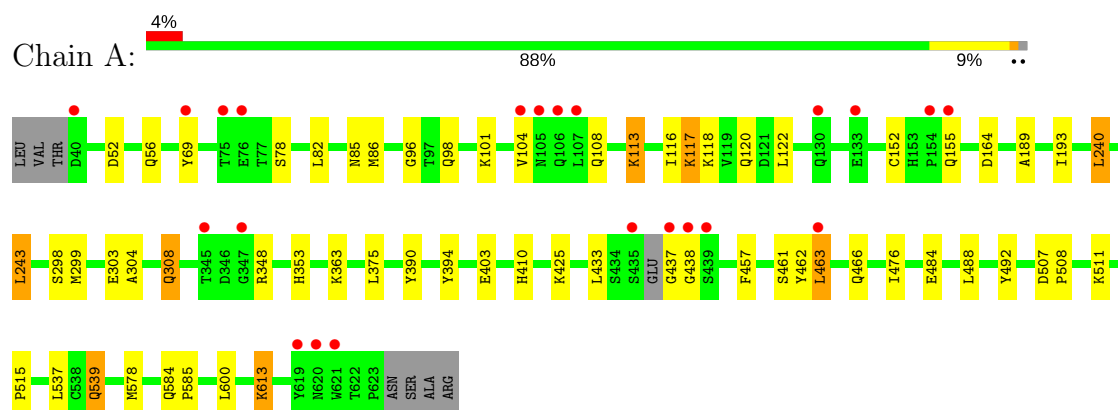 4%
Chain A:
88% 9% ••
LEU VAL THR D40 D52 Q56 Y69 T75 E76 T77 S78 L82 N85 M86 G96 T97 Q98 K101 V104 N105 Q106 L107 Q108 K113 I116 K117 K118 V119 Q120 D121 L122 Q130 E133 C152 H153 P154 Q155 D164 A189 I193 L240
L243 S298 M299 E303 A304 Q308 T345 D346 G347 R348 H353 K363 L375 Y390 Y394 E403 H410 K425 L433 S434 S435 GLU G437 G438 S439 F457 S461 Y462 L463 Q466 I476 E484 L488 Y492 D507 P508 K511
P515 L537 C538 Q539 M578 Q584 P585 L600 K613 Y619 N620 W621 T622 P623 ASN SER ALA ARG